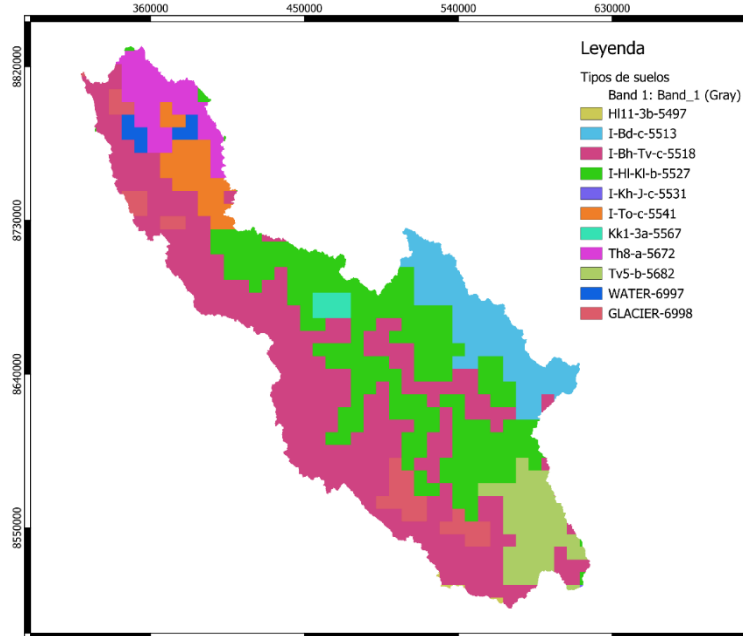 360000 450000 540000 630000
8820000
8730000
8640000
8550000
Leyenda
Tipos de suelos
Band 1: Band_1 (Gray)
Hl11-3b-5497
I-Bd-c-5513
I-Bh-Tv-c-5518
I-Hl-Kl-b-5527
I-Kh-J-c-5531
I-To-c-5541
Kk1-3a-5567
Th8-a-5672
Tv5-b-5682
WATER-6997
GLACIER-6998